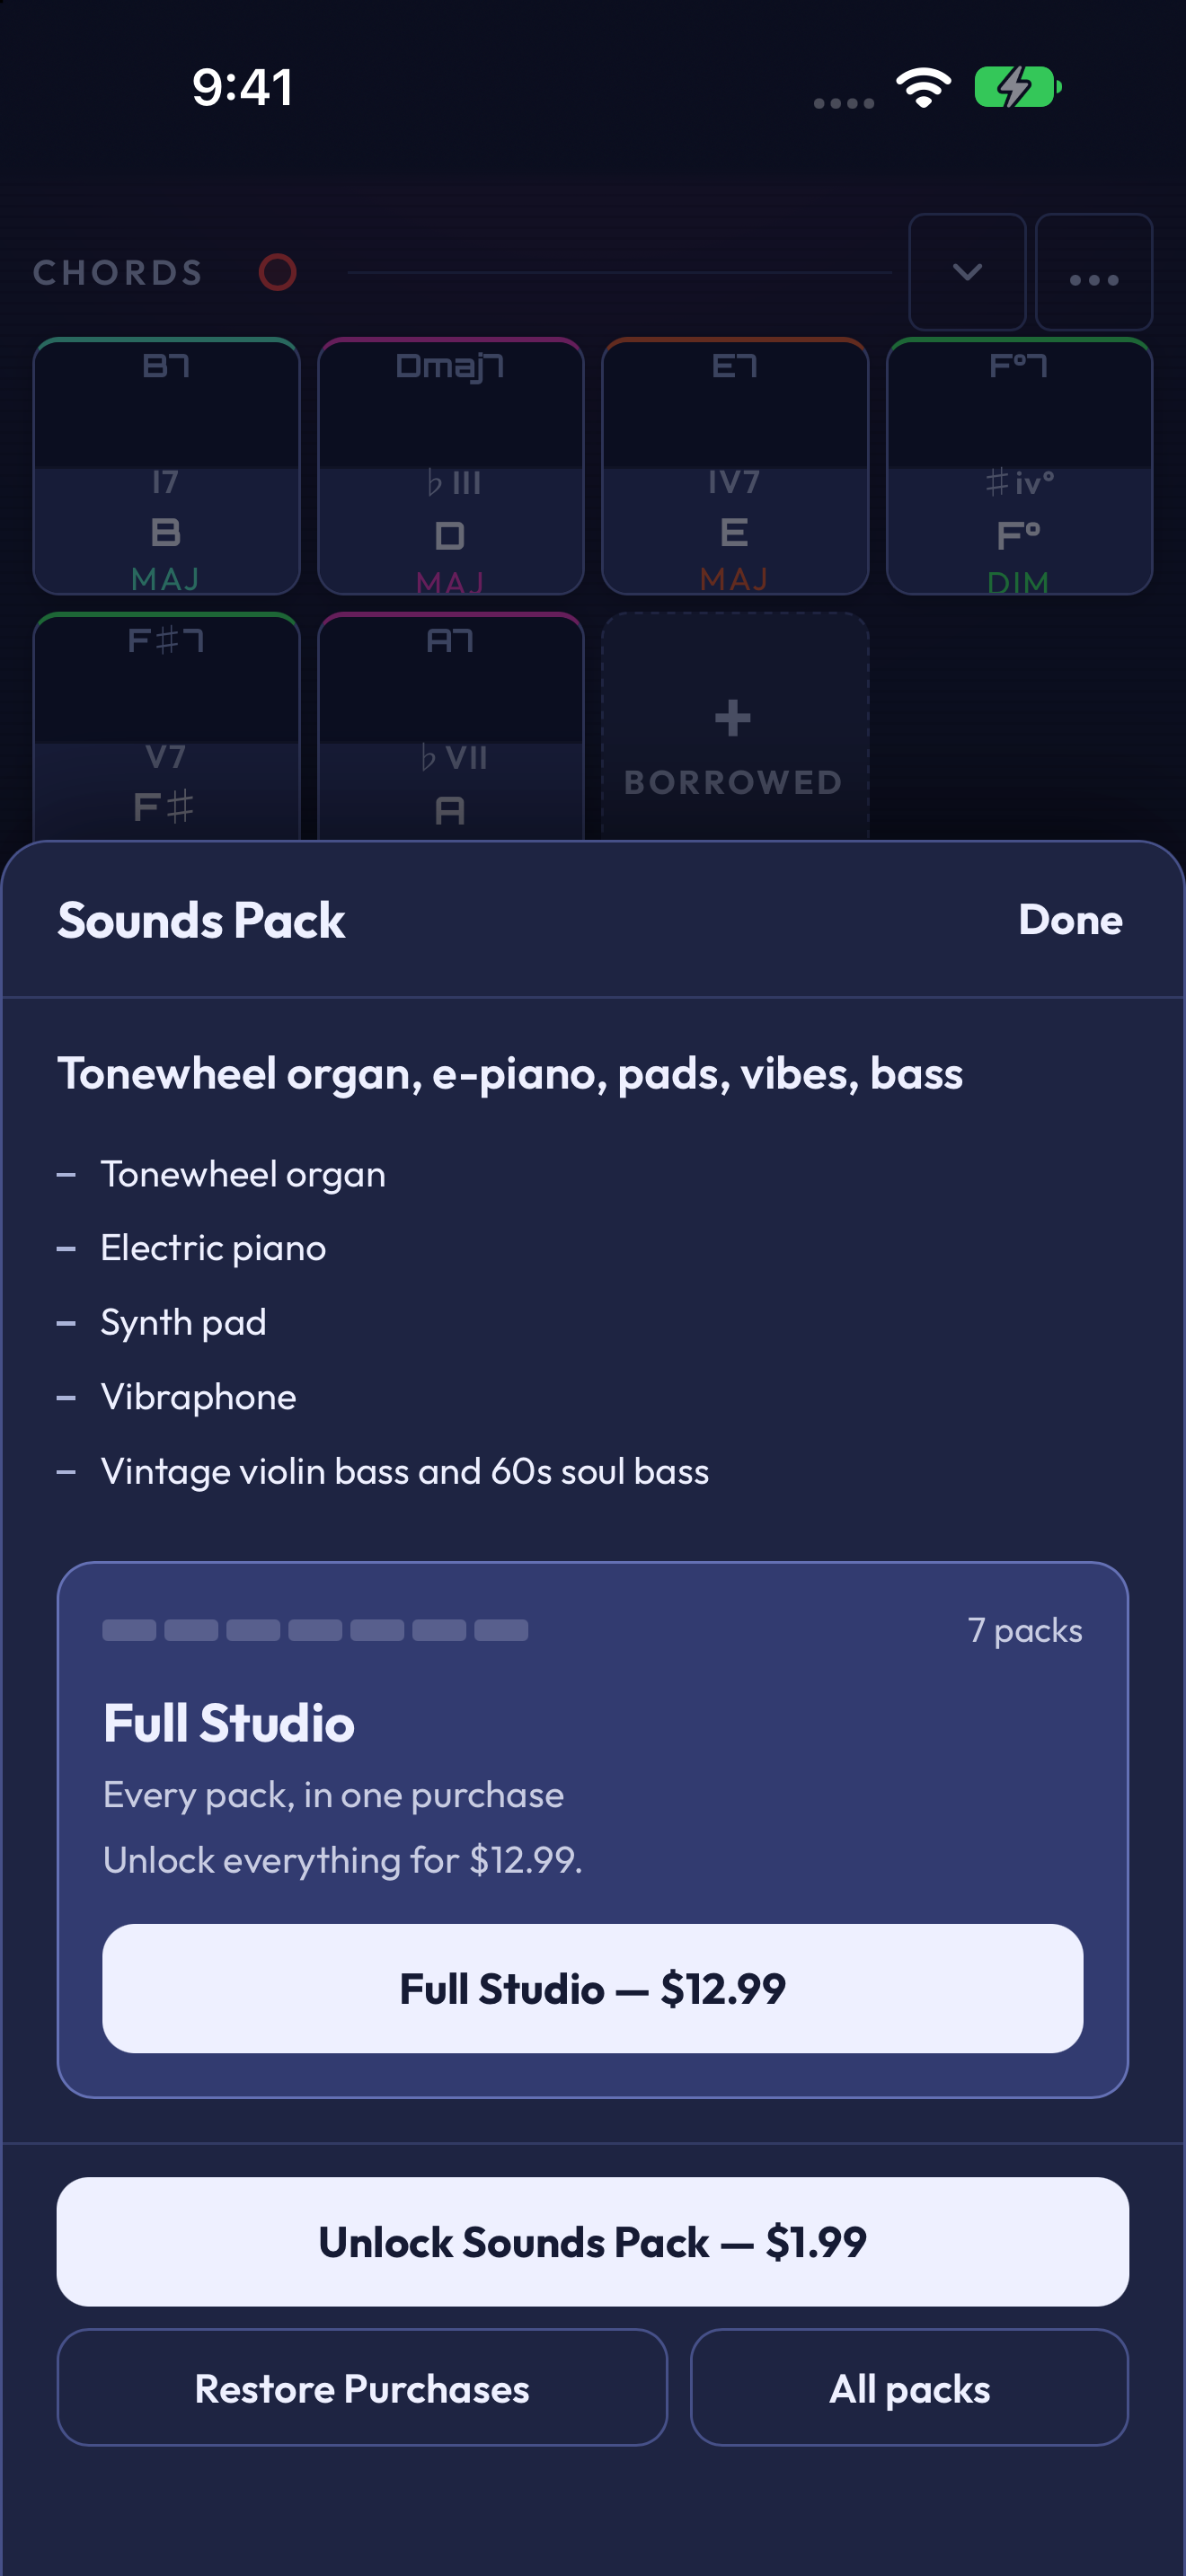 9:41
CHORDS
B7 Dmaj7 E7 F°7
I7 ♭III IV7 ♯iv°
B D E F°
MAJ MAJ MAJ DIM
F♯7 A7 +
V7 ♭VII BORROWED
F♯ A
Sounds Pack Done
Tonewheel organ, e-piano, pads, vibes, bass
– Tonewheel organ
– Electric piano
– Synth pad
– Vibraphone
– Vintage violin bass and 60s soul bass
7 packs
Full Studio
Every pack, in one purchase
Unlock everything for $12.99.
Full Studio — $12.99
Unlock Sounds Pack — $1.99
Restore Purchases All packs